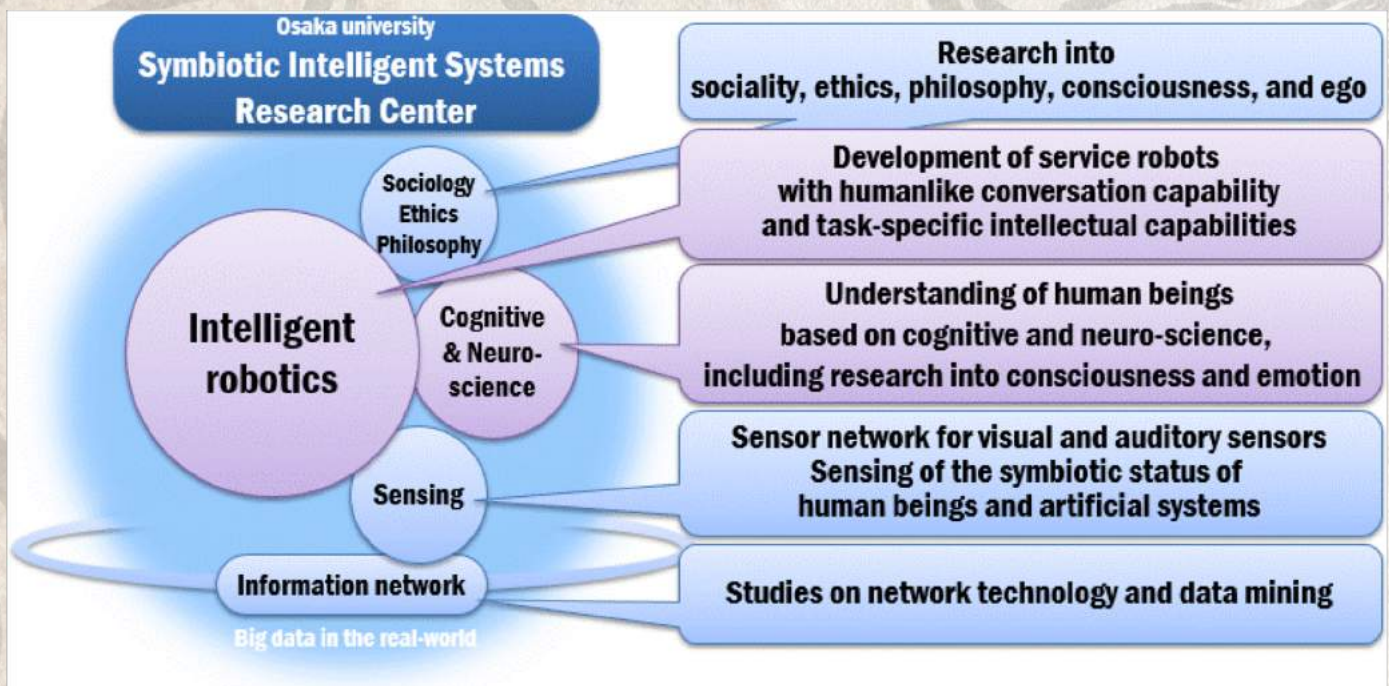 Osaka university
Symbiotic Intelligent Systems
Research Center
Research into
sociality, ethics, philosophy, consciousness, and ego
Sociology
Ethics
Philosophy
Development of service robots
with humanlike conversation capability
and task-specific intellectual capabilities
Intelligent
robotics
Cognitive
& Neuro-
science
Understanding of human beings
based on cognitive and neuro-science,
including research into consciousness and emotion
Sensing
Sensor network for visual and auditory sensors
Sensing of the symbiotic status of
human beings and artificial systems
Information network
Big data in the real-world
Studies on network technology and data mining